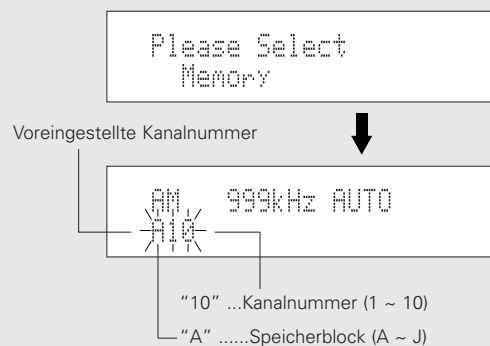 Please Select
Memory
Voreingestellte Kanalnummer
AM 999kHz AUTO
A10
"10" ...Kanalnummer (1 ~ 10)
"A" ......Speicherblock (A ~ J)